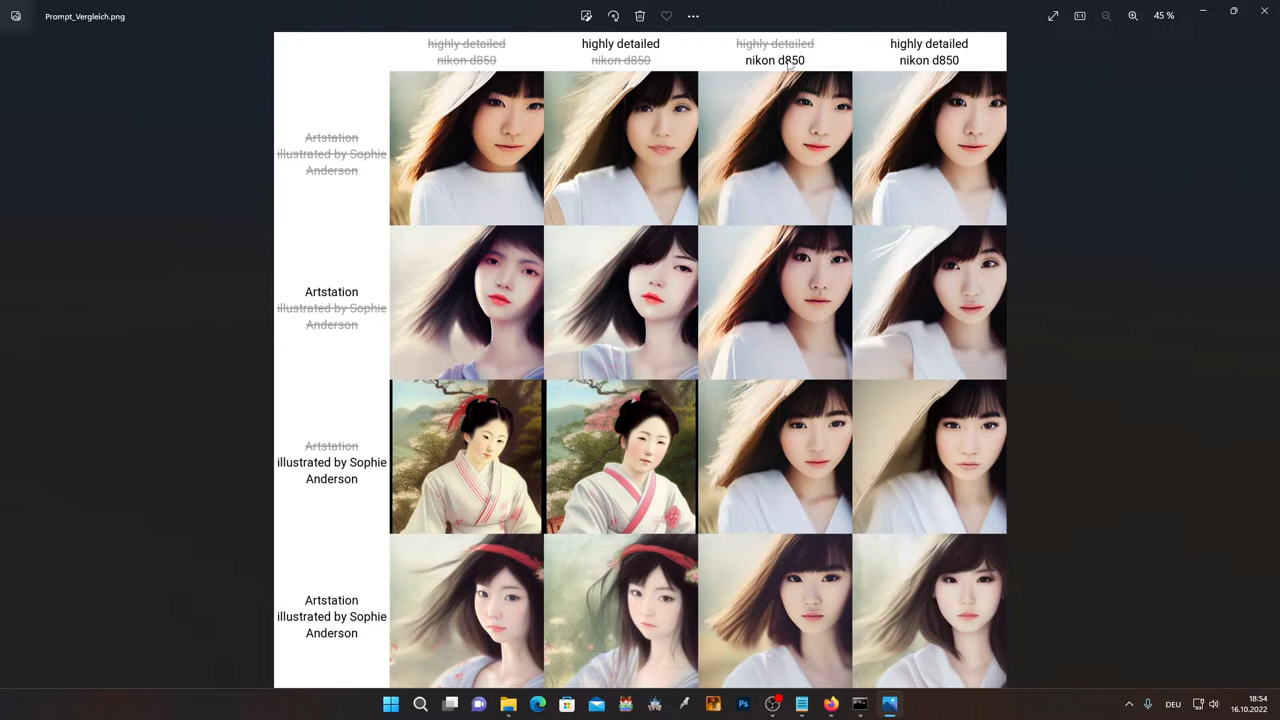 Prompt_Vergleich.png
45 %
highly detailed
nikon d850
highly detailed
nikon d850
highly detailed
nikon d850
highly detailed
nikon d850
Artstation
illustrated by Sophie
Anderson
Artstation
illustrated by Sophie
Anderson
Artstation
illustrated by Sophie
Anderson
Artstation
illustrated by Sophie
Anderson
Ps
DEU
16.10.2022